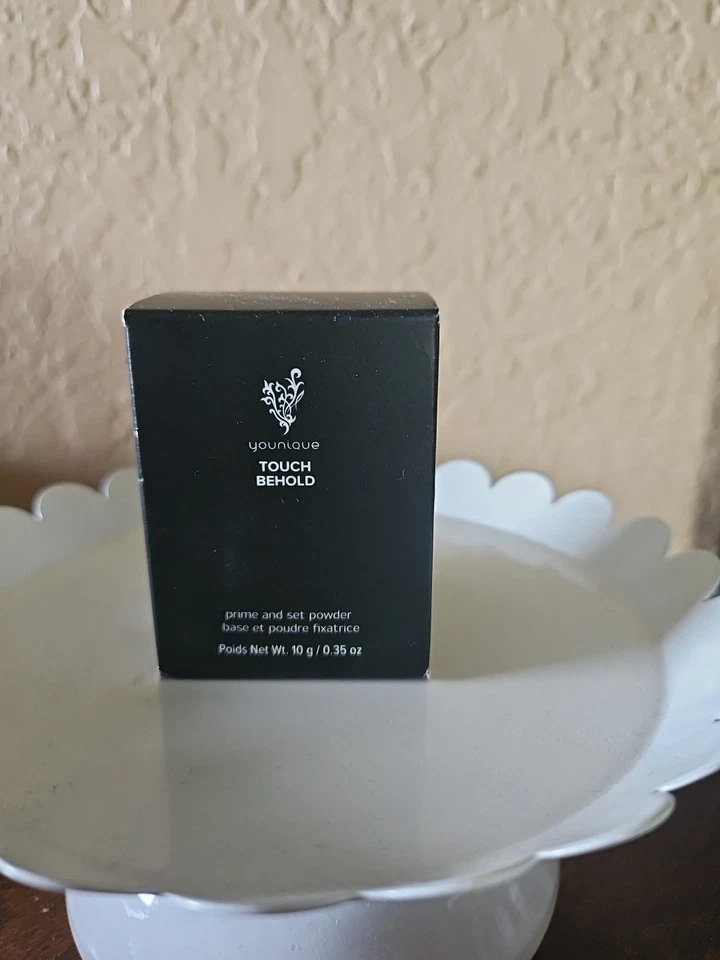 younique
TOUCH
BEHOLD
prime and set powder
base et poudre fixatrice
Poids Net Wt. 10 g / 0.35 oz